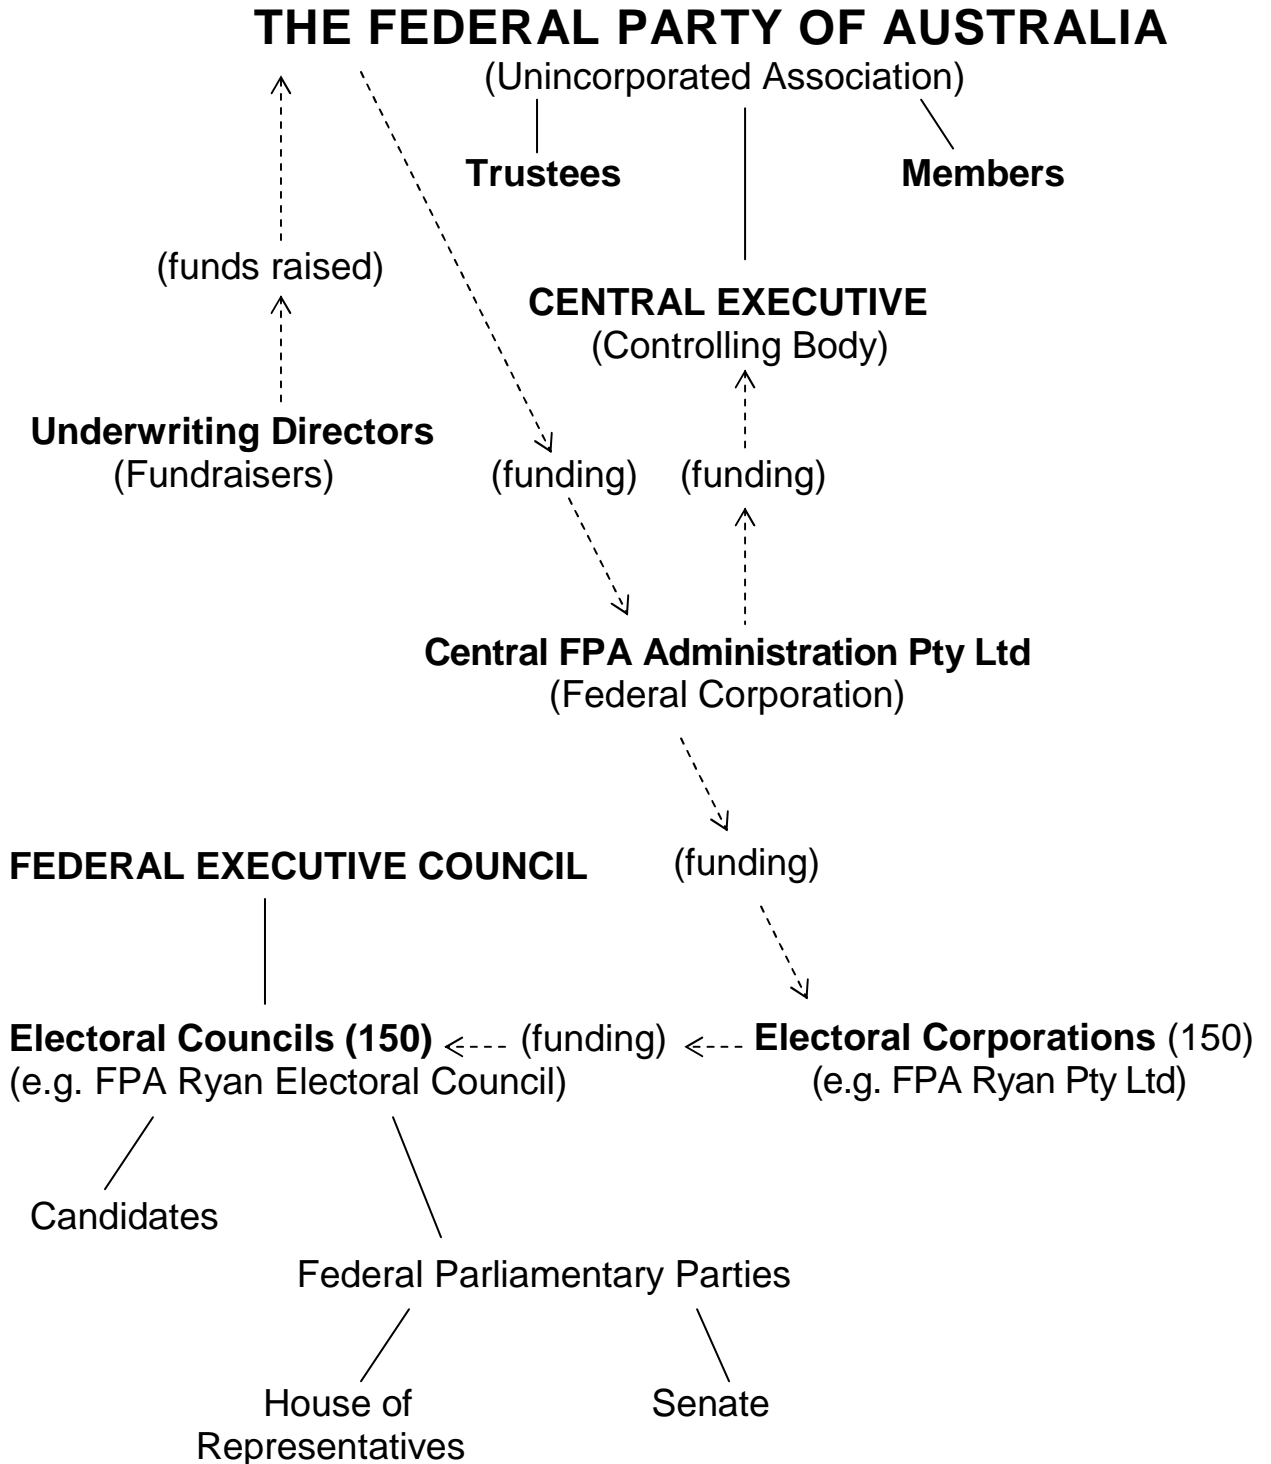 THE FEDERAL PARTY OF AUSTRALIA
(Unincorporated Association)
Trustees
Members
(funds raised)
CENTRAL EXECUTIVE
(Controlling Body)
Underwriting Directors
(Fundraisers)
(funding)
(funding)
Central FPA Administration Pty Ltd
(Federal Corporation)
FEDERAL EXECUTIVE COUNCIL
(funding)
Electoral Councils (150)
(e.g. FPA Ryan Electoral Council)
(funding)
Electoral Corporations (150)
(e.g. FPA Ryan Pty Ltd)
Candidates
Federal Parliamentary Parties
House of
Representatives
Senate